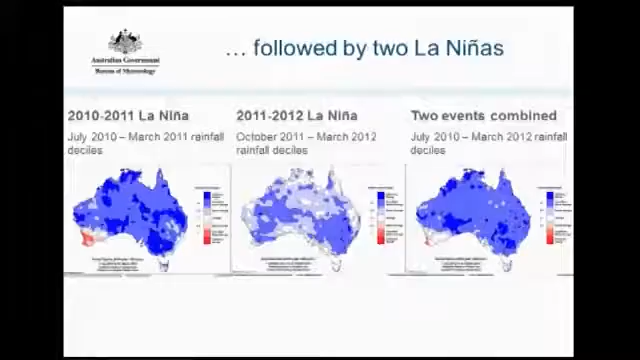 Australian Government
Bureau of Meteorology
… followed by two La Niñas
2010-2011 La Niña
July 2010 – March 2011 rainfall
deciles
2011-2012 La Niña
October 2011 – March 2012
rainfall deciles
Two events combined
July 2010 – March 2012 rainfall
deciles